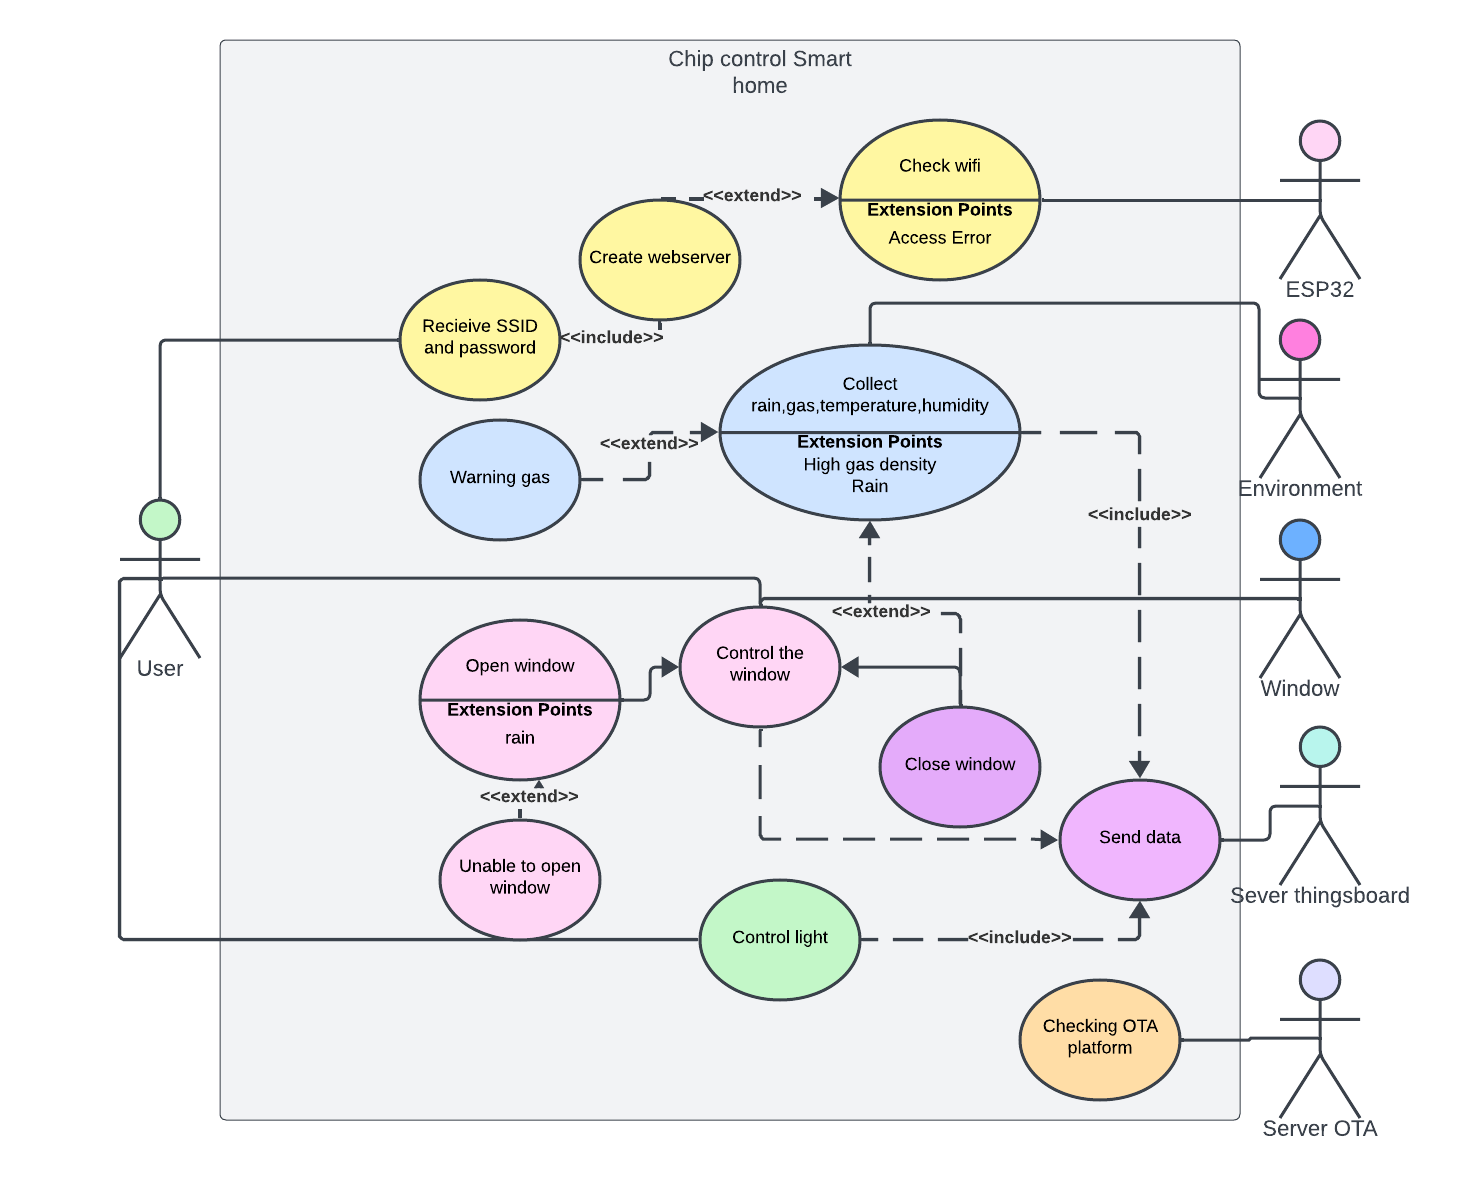 Chip control Smart
home
Check wifi
<<extend>>
Extension Points
Access Error
Create webserver
ESP32
Recieive SSID
and password
<<include>>
Collect
rain,gas,temperature,humidity
Extension Points
High gas density
Rain
<<extend>>
Warning gas
Environment
<<include>>
<<extend>>
User
Open window
Extension Points
rain
Control the
window
Window
Close window
<<extend>>
Unable to open
window
Send data
Sever thingsboard
Control light
<<include>>
Checking OTA
platform
Server OTA